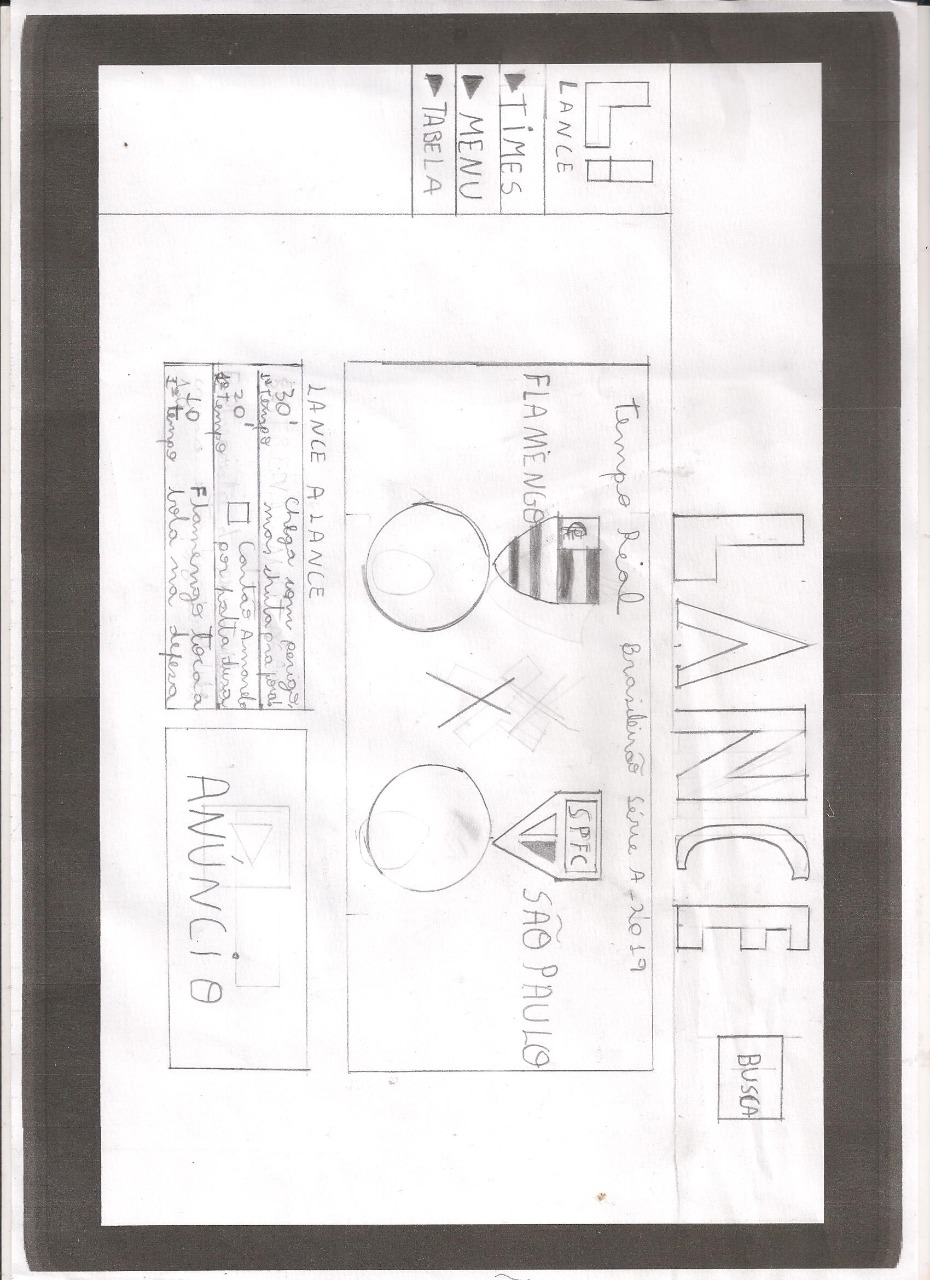 LANCE
BUSCA
L!
LANCE
TIMES
MENU
TABELA
Tempo Real Brasileirão Série A - 2019
FLAMENGO
SPFC
SÃO PAULO
X
LANCE A LANCE
30' Chega com perigo,
1º tempo mas chuta pra fora
20' Cartão Amarelo
1º tempo por falta dura
10 Flamengo toca a
1º tempo bola na defesa
ANÚNCIO